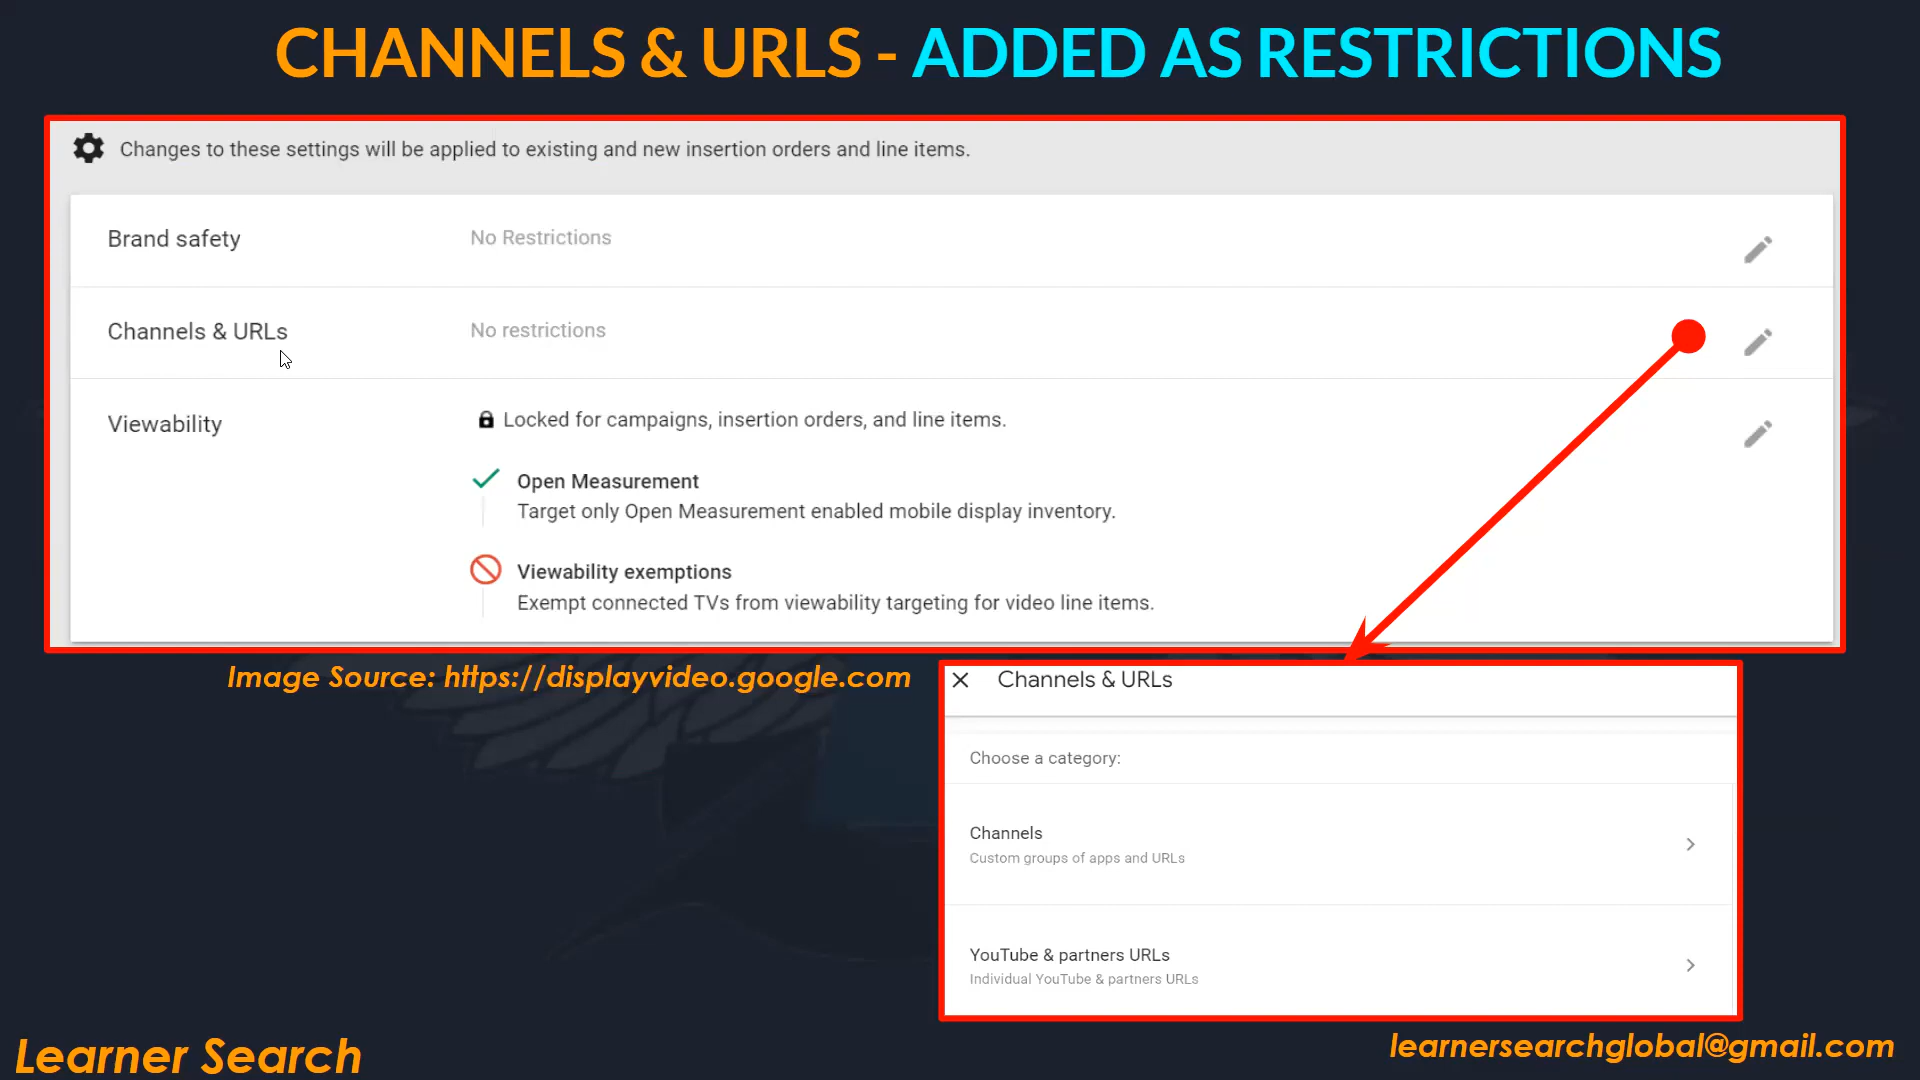 CHANNELS & URLS - ADDED AS RESTRICTIONS
Changes to these settings will be applied to existing and new insertion orders and line items.
Brand safety No Restrictions
Channels & URLs No restrictions
Viewability Locked for campaigns, insertion orders, and line items.
Open Measurement
Target only Open Measurement enabled mobile display inventory.
Viewability exemptions
Exempt connected TVs from viewability targeting for video line items.
Image Source: https://displayvideo.google.com
Channels & URLs
Choose a category:
Channels
Custom groups of apps and URLs
YouTube & partners URLs
Individual YouTube & partners URLs
Learner Search
learnersearchglobal@gmail.com